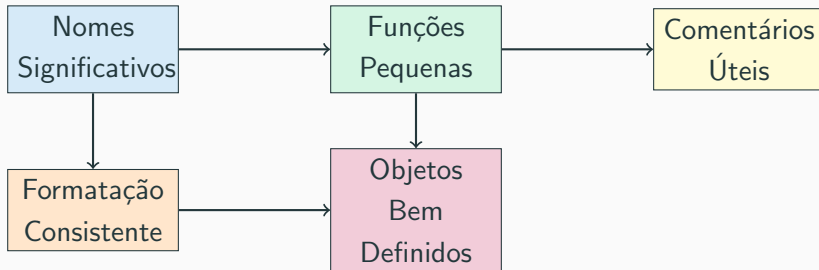 Nomes
Significativos
Funções
Pequenas
Comentários
Úteis
Formatação
Consistente
Objetos
Bem
Definidos